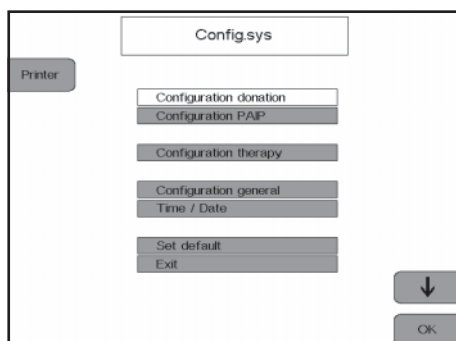 Config.sys
Printer
Configuration donation
Configuration PAIP
Configuration therapy
Configuration general
Time / Date
Set default
Exit
OK